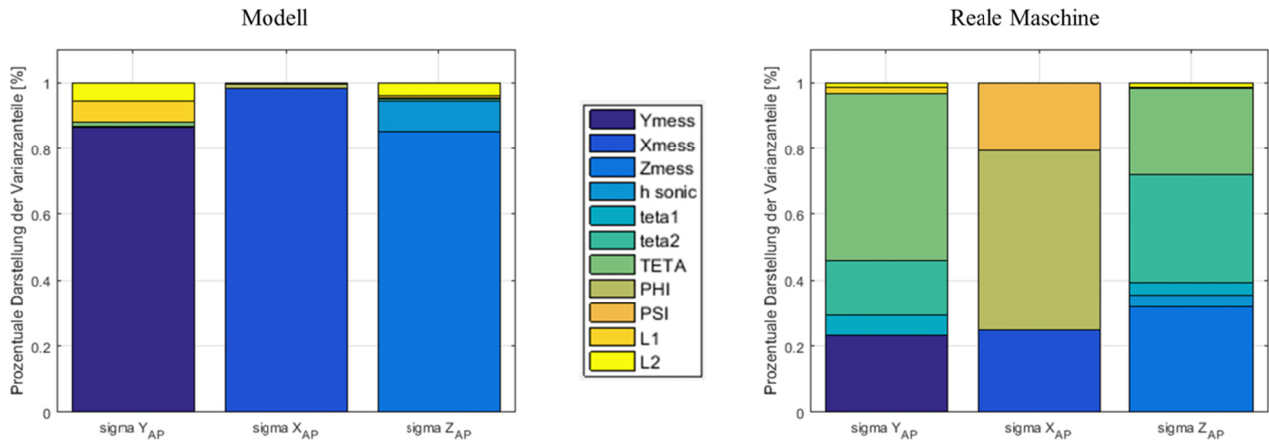 Modell
Prozentuale Darstellung der Varianzanteile [%]
1
0.8
0.6
0.4
0.2
0
sigma Y_AP
sigma X_AP
sigma Z_AP
Ymess
Xmess
Zmess
h sonic
teta1
teta2
TETA
PHI
PSI
L1
L2
Reale Maschine
Prozentuale Darstellung der Varianzanteile [%]
1
0.8
0.6
0.4
0.2
0
sigma Y_AP
sigma X_AP
sigma Z_AP